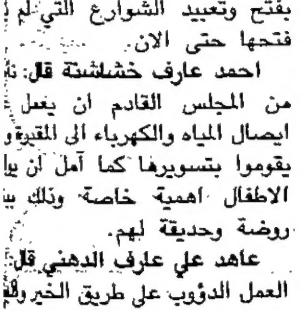 بفتح وتعبيد الشوارع التي لم
فتحها حتى الان.
احمد عارف خشاشنة قال:
من المجلس القادم ان يعمل
ايصال المياه والكهرباء الى المقبرة
يقوموا بتسويرها كما آمل ان
الاطفال اهمية خاصة وذلك
روضة وحديقة لهم.
عاهد علي عارف الدهني قال:
العمل الدؤوب على طريق الخير